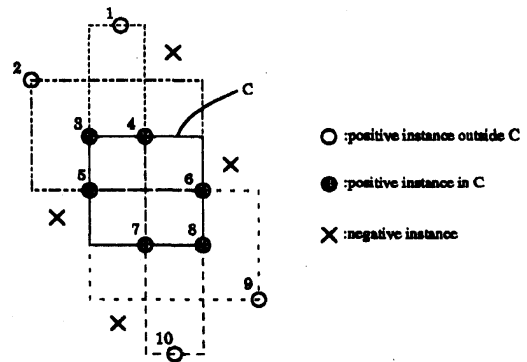 1
2
C
3 4
5 6
7 8
9
10
:positive instance outside C
:positive instance in C
:negative instance